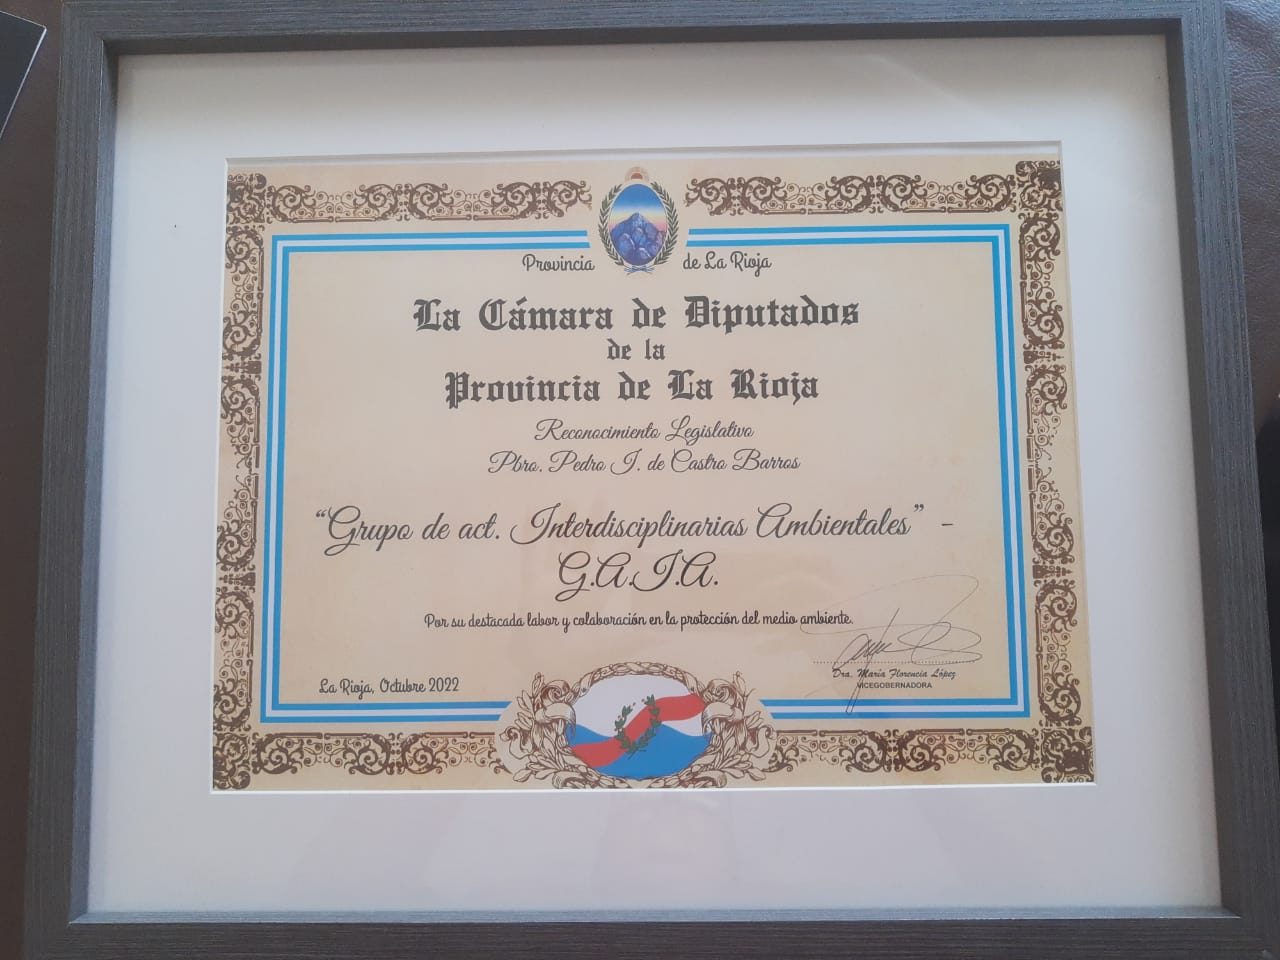 Provincia de La Rioja
La Cámara de Diputados
de la
Provincia de La Rioja
Reconocimiento Legislativo
Pbro. Pedro I. de Castro Barros
"Grupo de act. Interdisciplinarias Ambientales" -
G.A.I.A.
Por su destacada labor y colaboración en la protección del medio ambiente.
Dra. María Florencia López
VICEGOBERNADORA
La Rioja, Octubre 2022